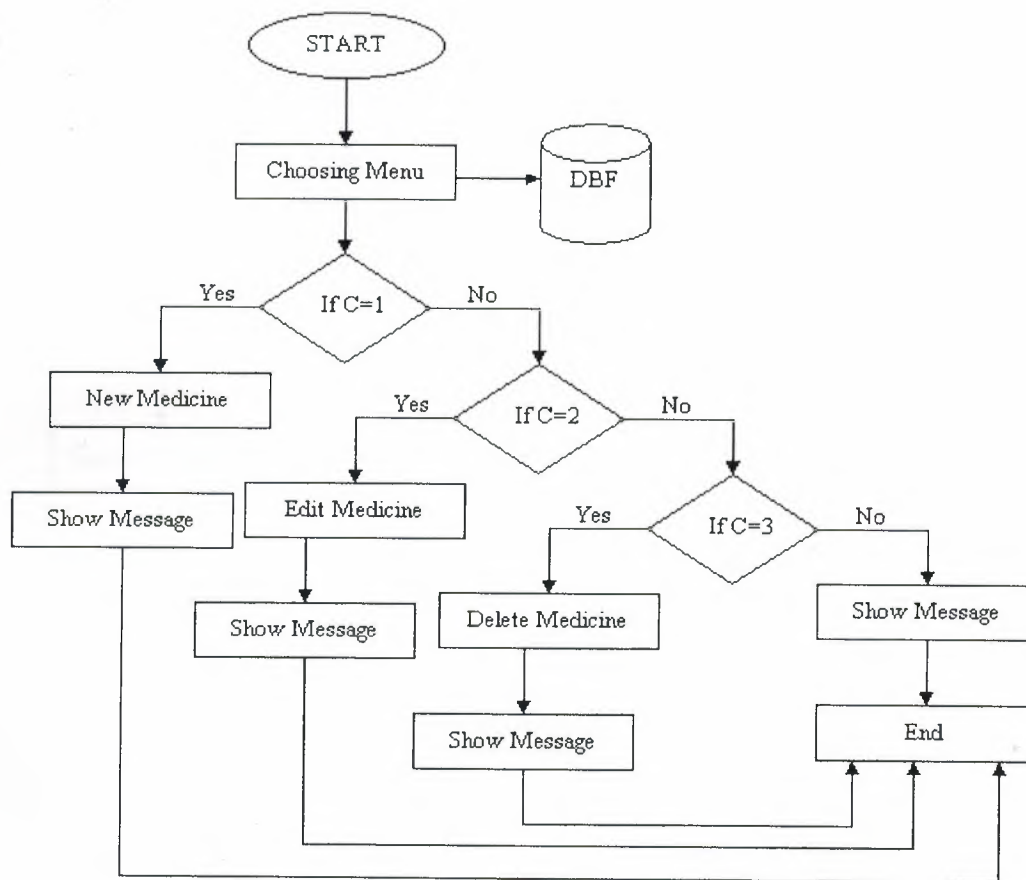 START
Choosing Menu
DBF
If C=1
Yes
No
New Medicine
If C=2
Yes
No
Show Message
Edit Medicine
If C=3
Yes
No
Show Message
Delete Medicine
Show Message
Show Message
End